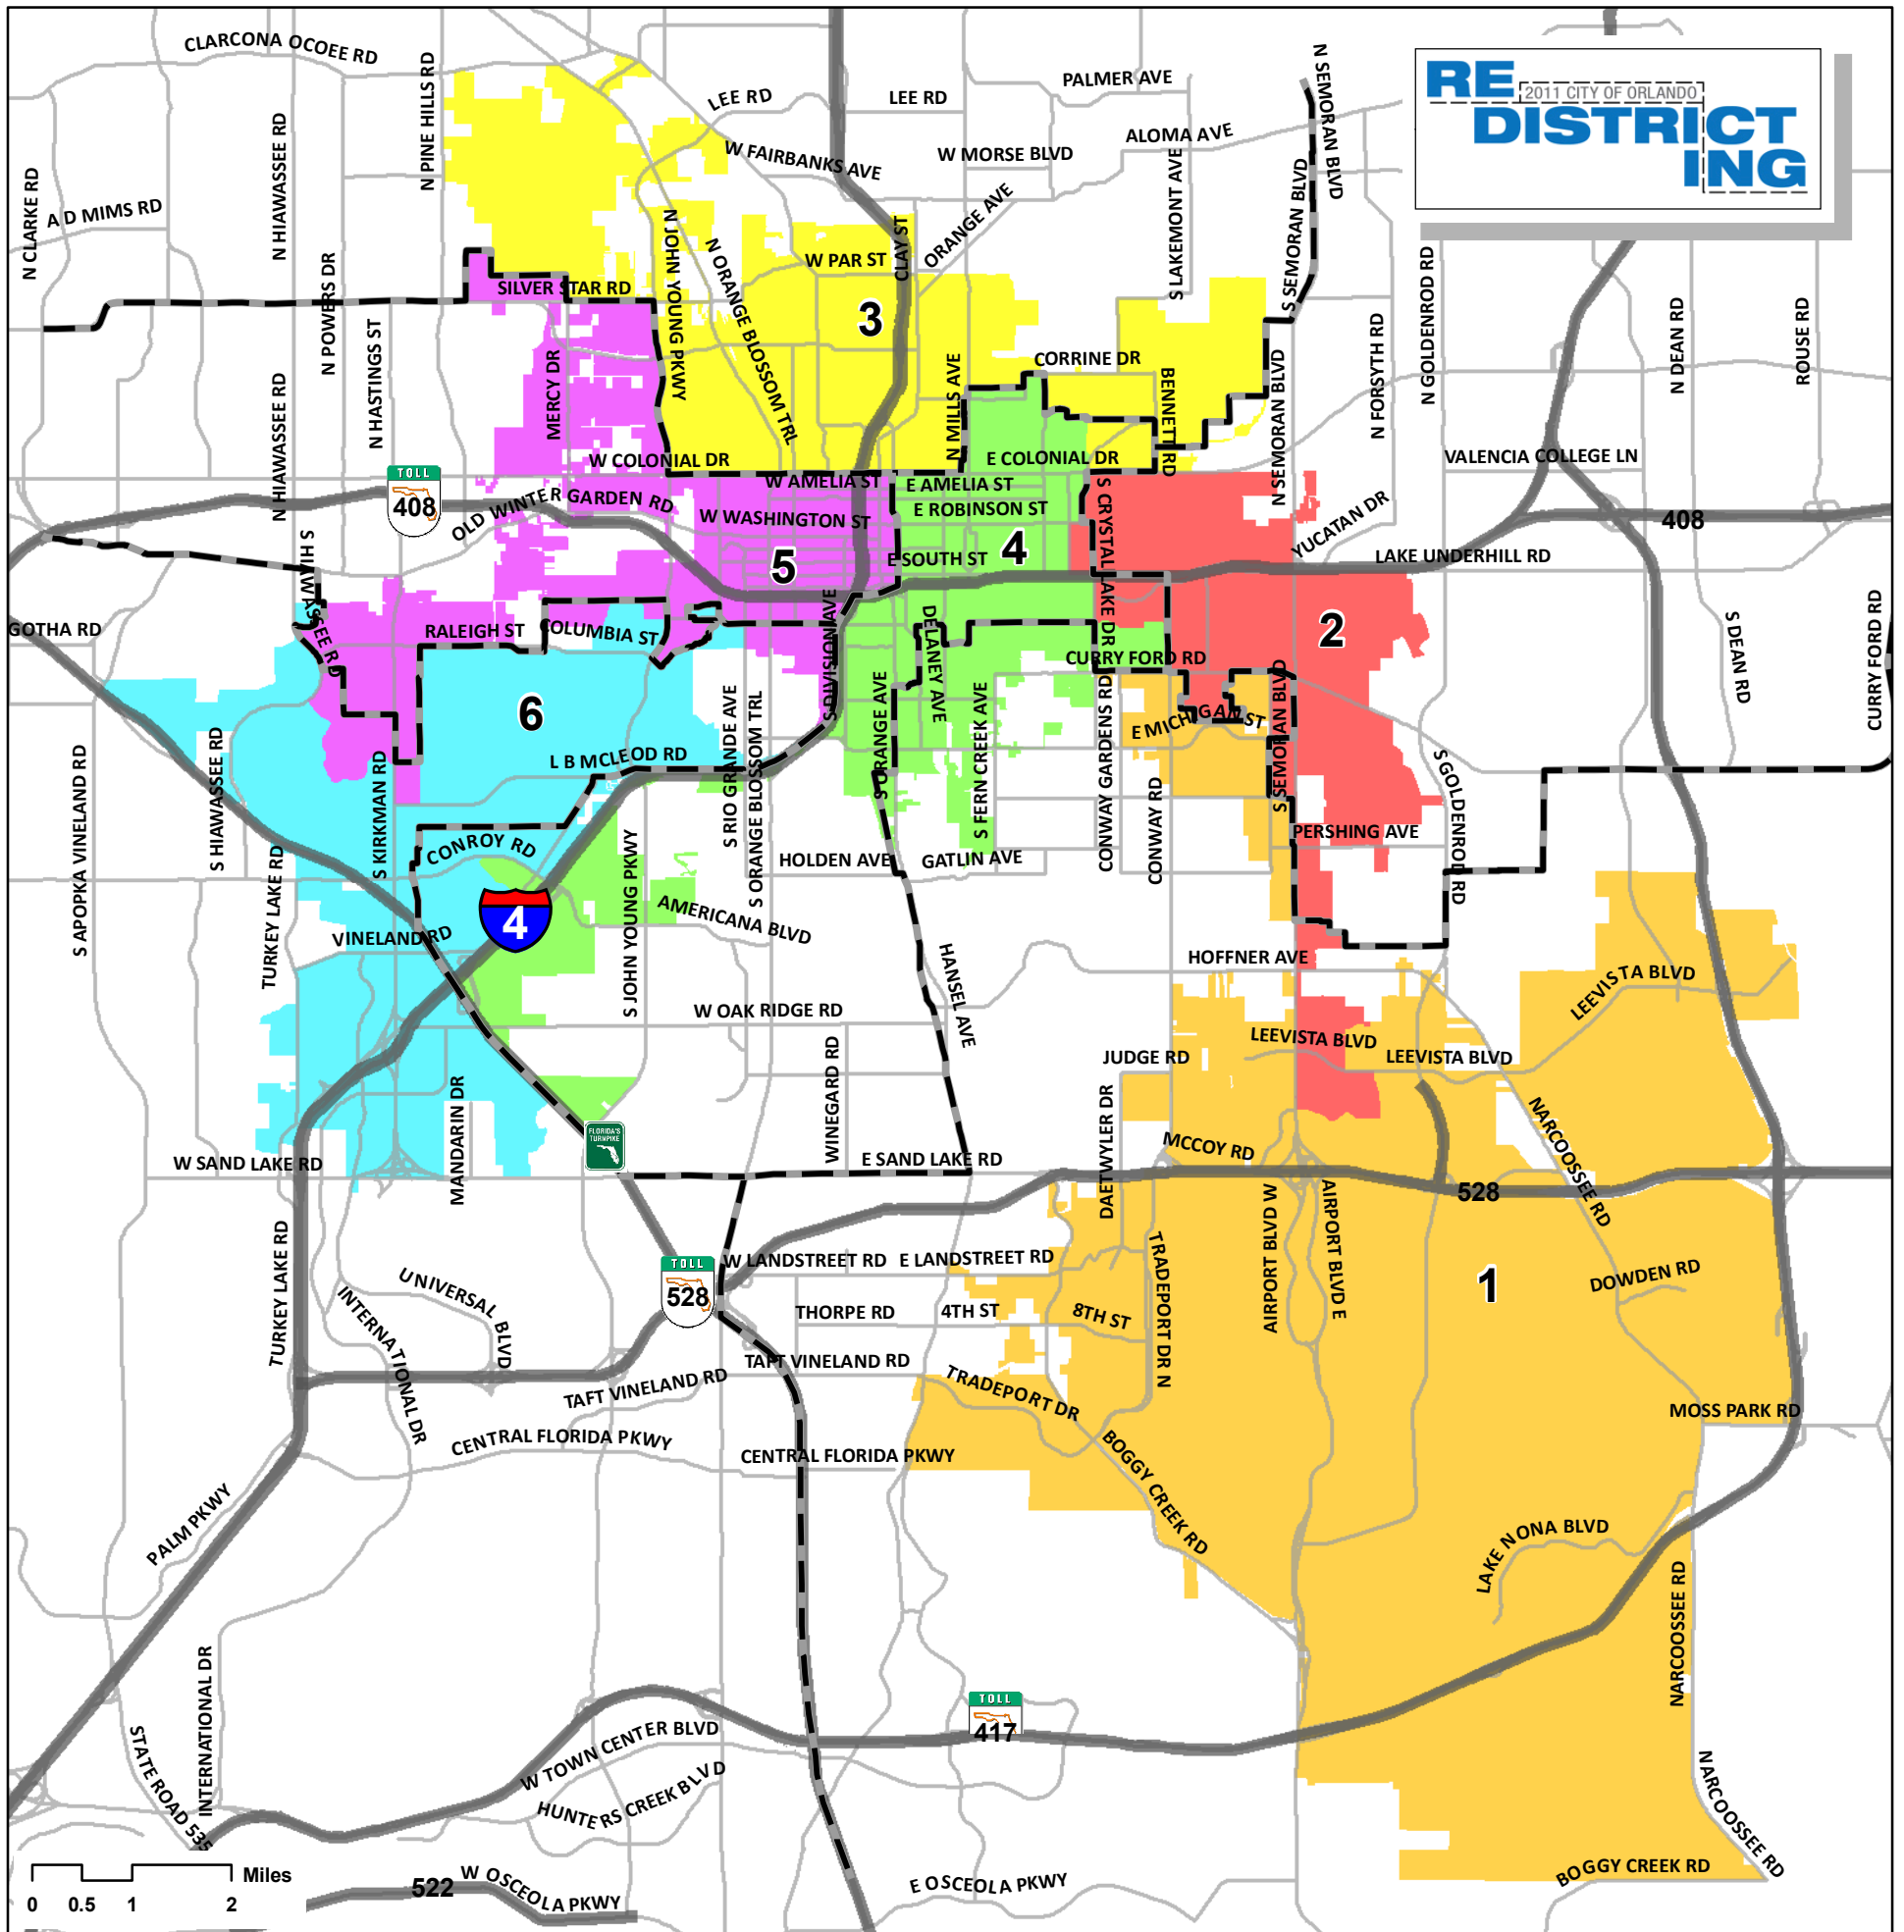 RE
2011 CITY OF ORLANDO
DISTRICT
ING
CLARCONA OCOEE RD
N PINE HILLS RD
LEE RD
LEE RD
PALMER AVE
N SEMORAN BLVD
ALOMA AVE
W MORSE BLVD
W FAIRBANKS AVE
N CLARKE RD
A D MIMS RD
N HIAWASSEE RD
N POWERS DR
N JOHN YOUNG PKWY
N ORANGE BLOSSOM TRL
W PAR ST
CLAY ST
ORANGE AVE
S LAKEMONT AVE
S SEMORAN BLVD
N GOLDENROD RD
SILVER STAR RD
3
N HASTINGS ST
MERCY DR
N MILLS AVE
CORRINE DR
BENNETT RD
N SEMORAN BLVD
N FORSYTH RD
N DEAN RD
ROUSE RD
N HIAWASSEE RD
W COLONIAL DR
E COLONIAL DR
VALENCIA COLLEGE LN
TOLL
408
OLD WINTER GARDEN RD
W AMELIA ST
E AMELIA ST
W WASHINGTON ST
E ROBINSON ST
S CRYSTAL LAKE DR
YUCATAN DR
408
5
E SOUTH ST
4
LAKE UNDERHILL RD
S HIAWASSEE RD
GOTHA RD
RALEIGH ST
COLUMBIA ST
S DIVISION AVE
DELANEY AVE
2
S DEAN RD
CURRY FORD RD
CURRY FORD RD
6
S APOPKA VINELAND RD
S HIAWASSEE RD
S KIRKMAN RD
L B MCLEOD RD
S RIO GRANDE AVE
S ORANGE BLOSSOM TRL
S ORANGE AVE
S FERN CREEK AVE
CONWAY GARDENS RD
E MICHIGAN ST
CONWAY RD
S SEMORAN BLVD
S GOLDENROD RD
PERSHING AVE
TURKEY LAKE RD
CONROY RD
HOLDEN AVE
GATLIN AVE
4
VINELAND RD
S JOHN YOUNG PKWY
AMERICANA BLVD
HANSEL AVE
HOFFNER AVE
LEEVISTA BLVD
W OAK RIDGE RD
WINEGARD RD
JUDGE RD
LEEVISTA BLVD
LEEVISTA BLVD
MANDARIN DR
FLORIDA'S
TURNPIKE
DAETWYLER DR
MCCOY RD
NARCOOSSEE RD
W SAND LAKE RD
E SAND LAKE RD
528
TURKEY LAKE RD
UNIVERSAL BLVD
INTERNATIONAL DR
TOLL
528
W LANDSTREET RD
E LANDSTREET RD
TRADEPORT DR N
AIRPORT BLVD W
AIRPORT BLVD E
1
DOWDEN RD
THORPE RD
4TH ST
8TH ST
TAFT VINELAND RD
TAFT VINELAND RD
TRADEPORT DR
MOSS PARK RD
CENTRAL FLORIDA PKWY
CENTRAL FLORIDA PKWY
BOGGY CREEK RD
PALM PKWY
LAKE NONA BLVD
NARCOOSSEE RD
INTERNATIONAL DR
STATE ROAD 535
TOLL
417
W TOWN CENTER BLVD
HUNTERS CREEK BLVD
NARCOOSSEE RD
BOGGY CREEK RD
Miles
0 0.5 1 2
522
W OSCEOLA PKWY
E OSCEOLA PKWY